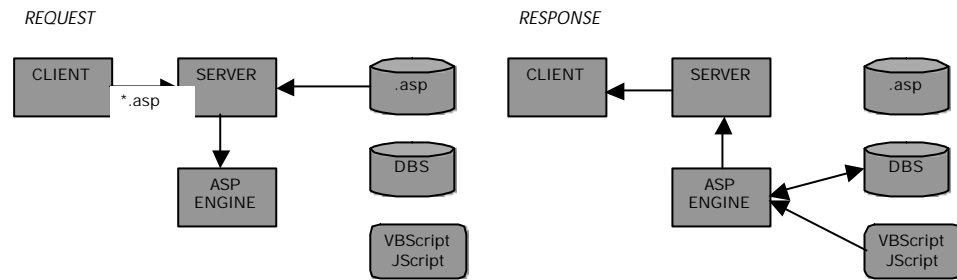 REQUEST
CLIENT
SERVER
.asp
*.asp
ASP
ENGINE
DBS
VBScript
JScript
RESPONSE
CLIENT
SERVER
.asp
ASP
ENGINE
DBS
VBScript
JScript